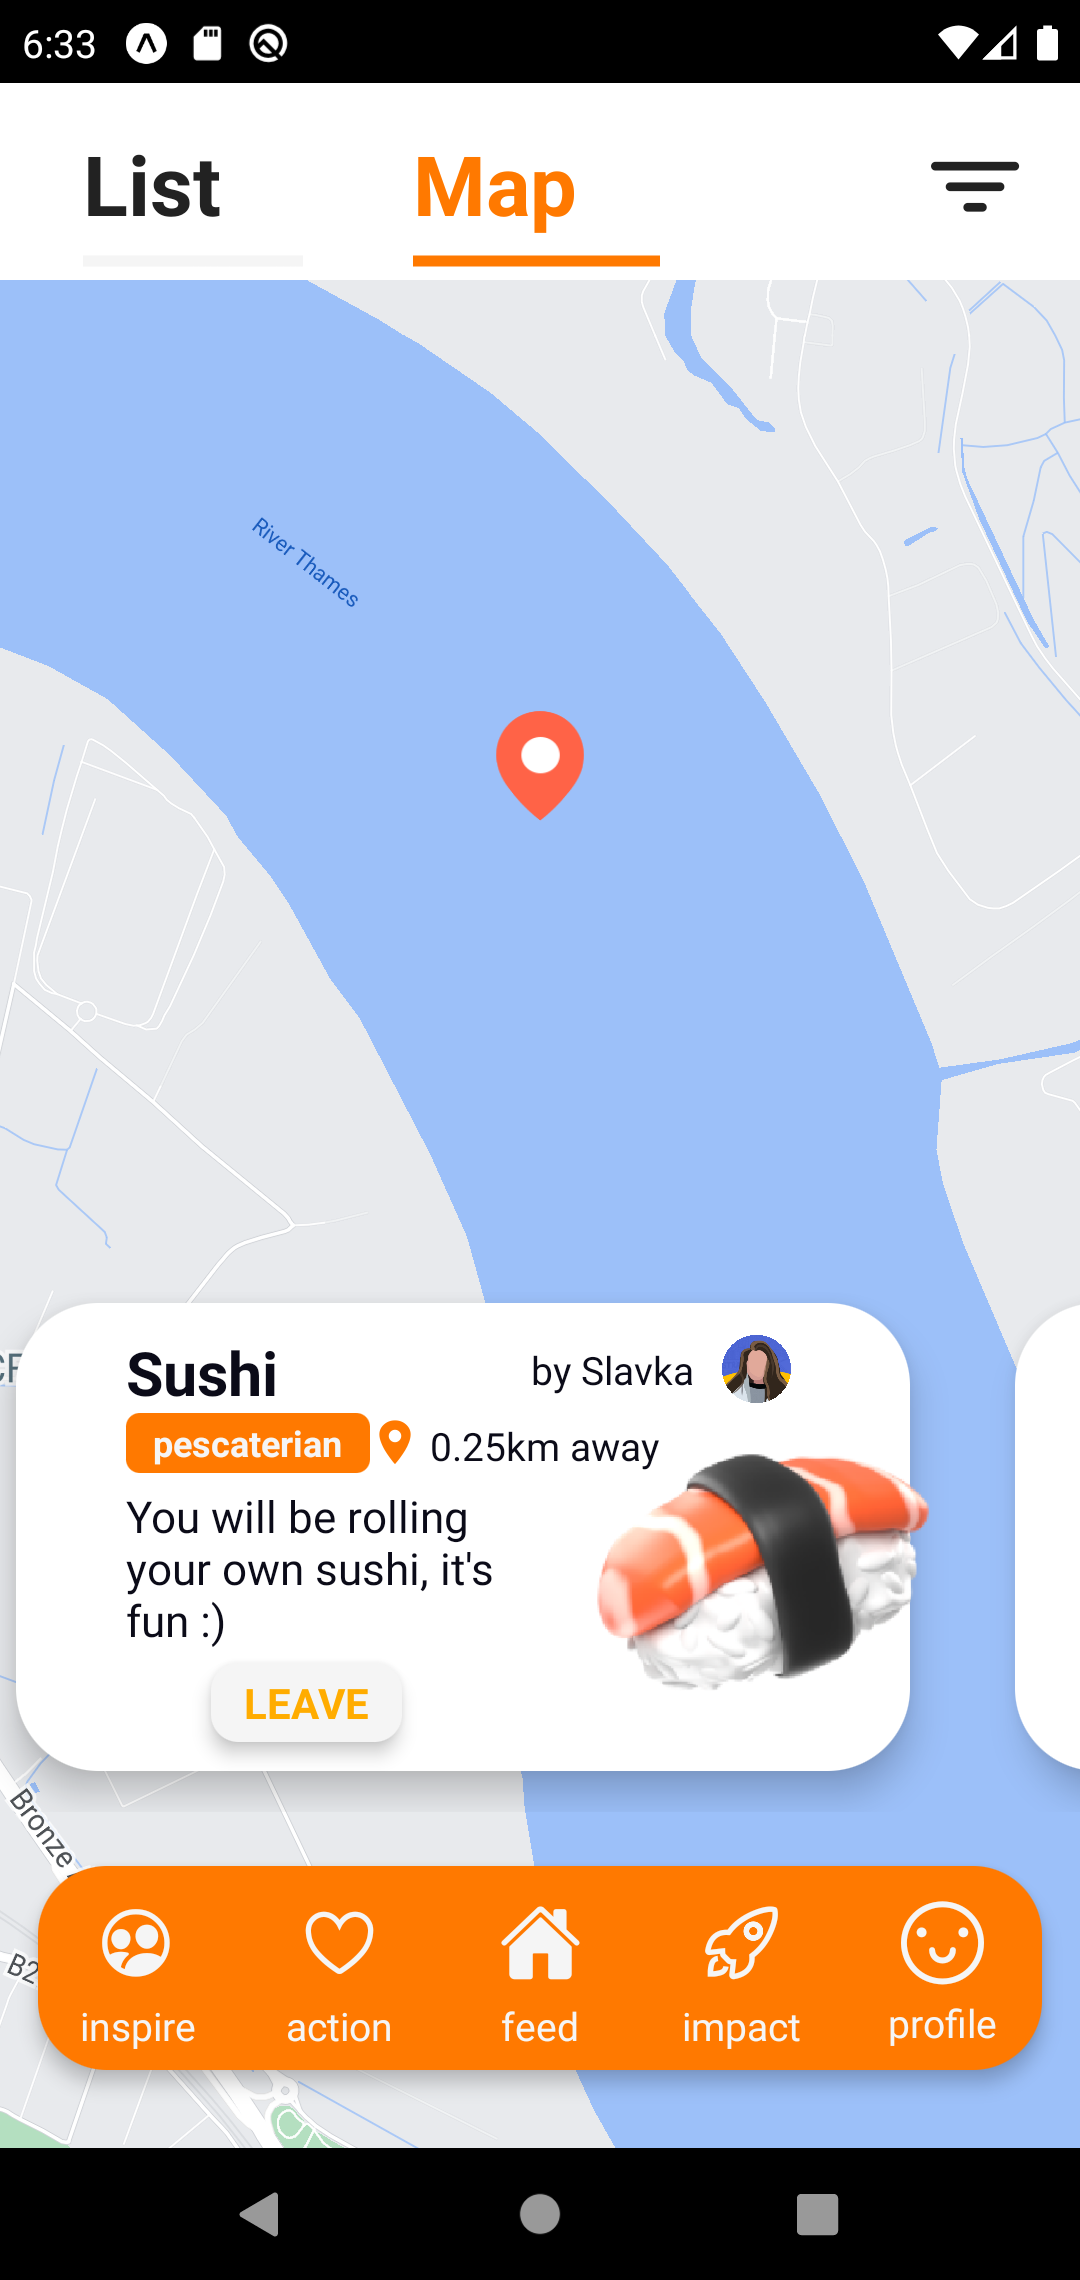 6:33
List
Map
River Thames
Sushi
by Slavka
pescaterian
0.25km away
You will be rolling
your own sushi, it's
fun :)
LEAVE
Bronze
B2
inspire
action
feed
impact
profile